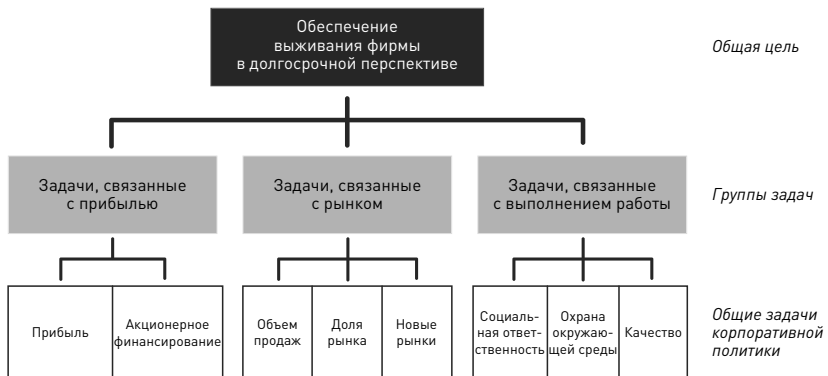 Обеспечение
выживания фирмы
в долгосрочной перспективе
Общая цель
Задачи, связанные
с прибылью
Задачи, связанные
с рынком
Задачи, связанные
с выполнением работы
Группы задач
Прибыль
Акционерное
финансирование
Объем
продаж
Доля
рынка
Новые
рынки
Социаль-
ная ответ-
ственность
Охрана
окружаю-
щей среды
Качество
Общие задачи
корпоративной
политики